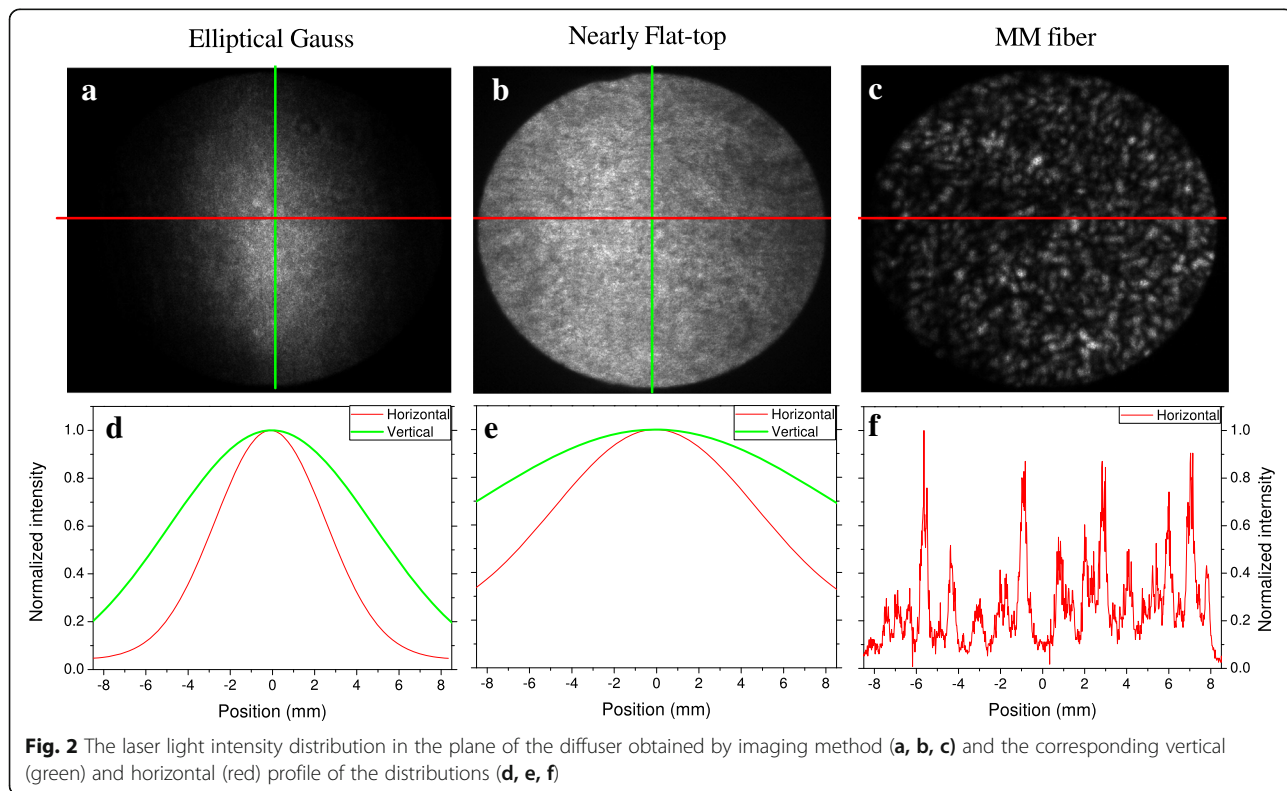 Elliptical Gauss
Nearly Flat-top
MM fiber
a
b
c
d
Horizontal
Vertical
Normalized intensity
1.0
0.8
0.6
0.4
0.2
0.0
-8 -6 -4 -2 0 2 4 6 8
Position (mm)
e
Horizontal
Vertical
-8 -6 -4 -2 0 2 4 6 8
Position (mm)
f
Horizontal
1.0
0.8
0.6
0.4
0.2
0.0
Normalized internsity
-8 -6 -4 -2 0 2 4 6 8
Position (mm)
Fig. 2 The laser light intensity distribution in the plane of the diffuser obtained by imaging method (a, b, c) and the corresponding vertical
(green) and horizontal (red) profile of the distributions (d, e, f)